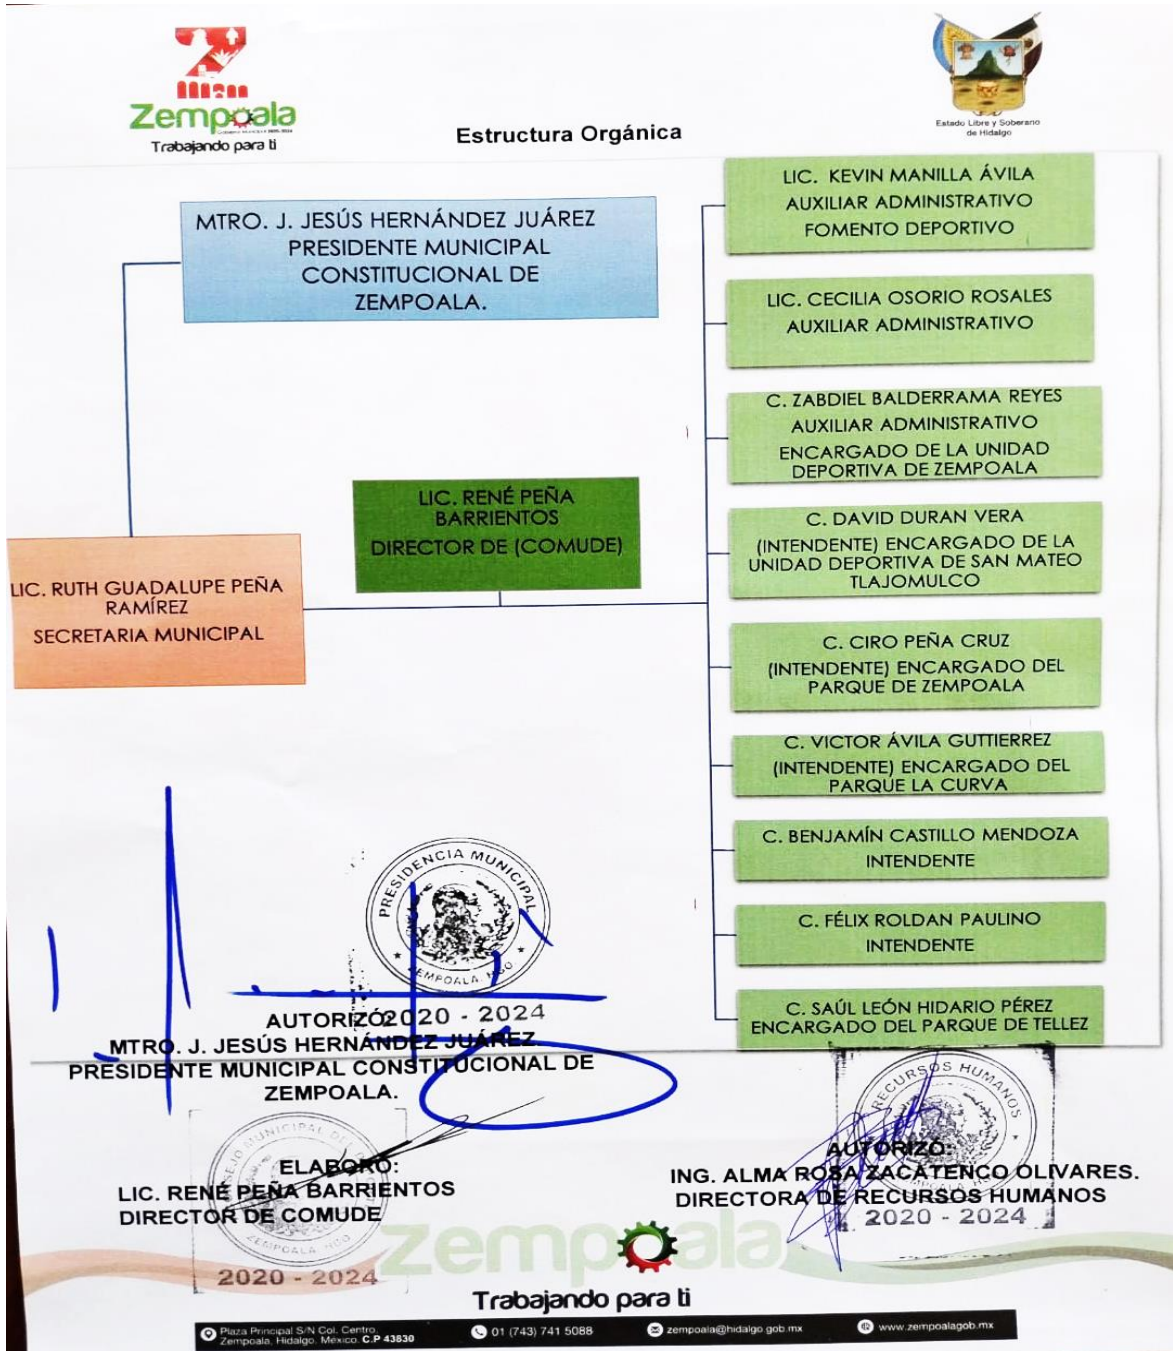 Zempoala
Trabajando para ti
Estado Libre y Soberano
de Hidalgo
Estructura Orgánica
MTRO. J. JESÚS HERNÁNDEZ JUÁREZ
PRESIDENTE MUNICIPAL
CONSTITUCIONAL DE
ZEMPOALA.
LIC. RUTH GUADALUPE PEÑA
RAMÍREZ
SECRETARIA MUNICIPAL
LIC. RENÉ PEÑA
BARRIENTOS
DIRECTOR DE (COMUDE)
LIC. KEVIN MANILLA ÁVILA
AUXILIAR ADMINISTRATIVO
FOMENTO DEPORTIVO
LIC. CECILIA OSORIO ROSALES
AUXILIAR ADMINISTRATIVO
C. ZABDIEL BALDERRAMA REYES
AUXILIAR ADMINISTRATIVO
ENCARGADO DE LA UNIDAD
DEPORTIVA DE ZEMPOALA
C. DAVID DURAN VERA
(INTENDENTE) ENCARGADO DE LA
UNIDAD DEPORTIVA DE SAN MATEO
TLAJOMULCO
C. CIRO PEÑA CRUZ
(INTENDENTE) ENCARGADO DEL
PARQUE DE ZEMPOALA
C. VICTOR ÁVILA GUTTIERREZ
(INTENDENTE) ENCARGADO DEL
PARQUE LA CURVA
C. BENJAMÍN CASTILLO MENDOZA
INTENDENTE
C. FÉLIX ROLDAN PAULINO
INTENDENTE
C. SAÚL LEÓN HIDARIO PÉREZ
ENCARGADO DEL PARQUE DE TELLEZ
PRESIDENCIA MUNICIPAL
ZEMPOALA, HGO.
2020 - 2024
AUTORIZÓ:
MTRO. J. JESÚS HERNÁNDEZ JUÁREZ.
PRESIDENTE MUNICIPAL CONSTITUCIONAL DE
ZEMPOALA.
ELABORÓ:
LIC. RENÉ PEÑA BARRIENTOS
DIRECTOR DE COMUDE
ZEMPOALA, HGO
2020 - 2024
RECURSOS HUMANOS
AUTORIZÓ:
ING. ALMA ROSA ZACATENCO OLIVARES.
DIRECTORA DE RECURSOS HUMANOS
2020 - 2024
zempoala
Trabajando para ti
Plaza Principal S/N Col. Centro
Zempoala, Hidalgo, México. C.P 43830
01 (743) 741 5088
zempoala@hidalgo.gob.mx
www.zempoalagob.mx